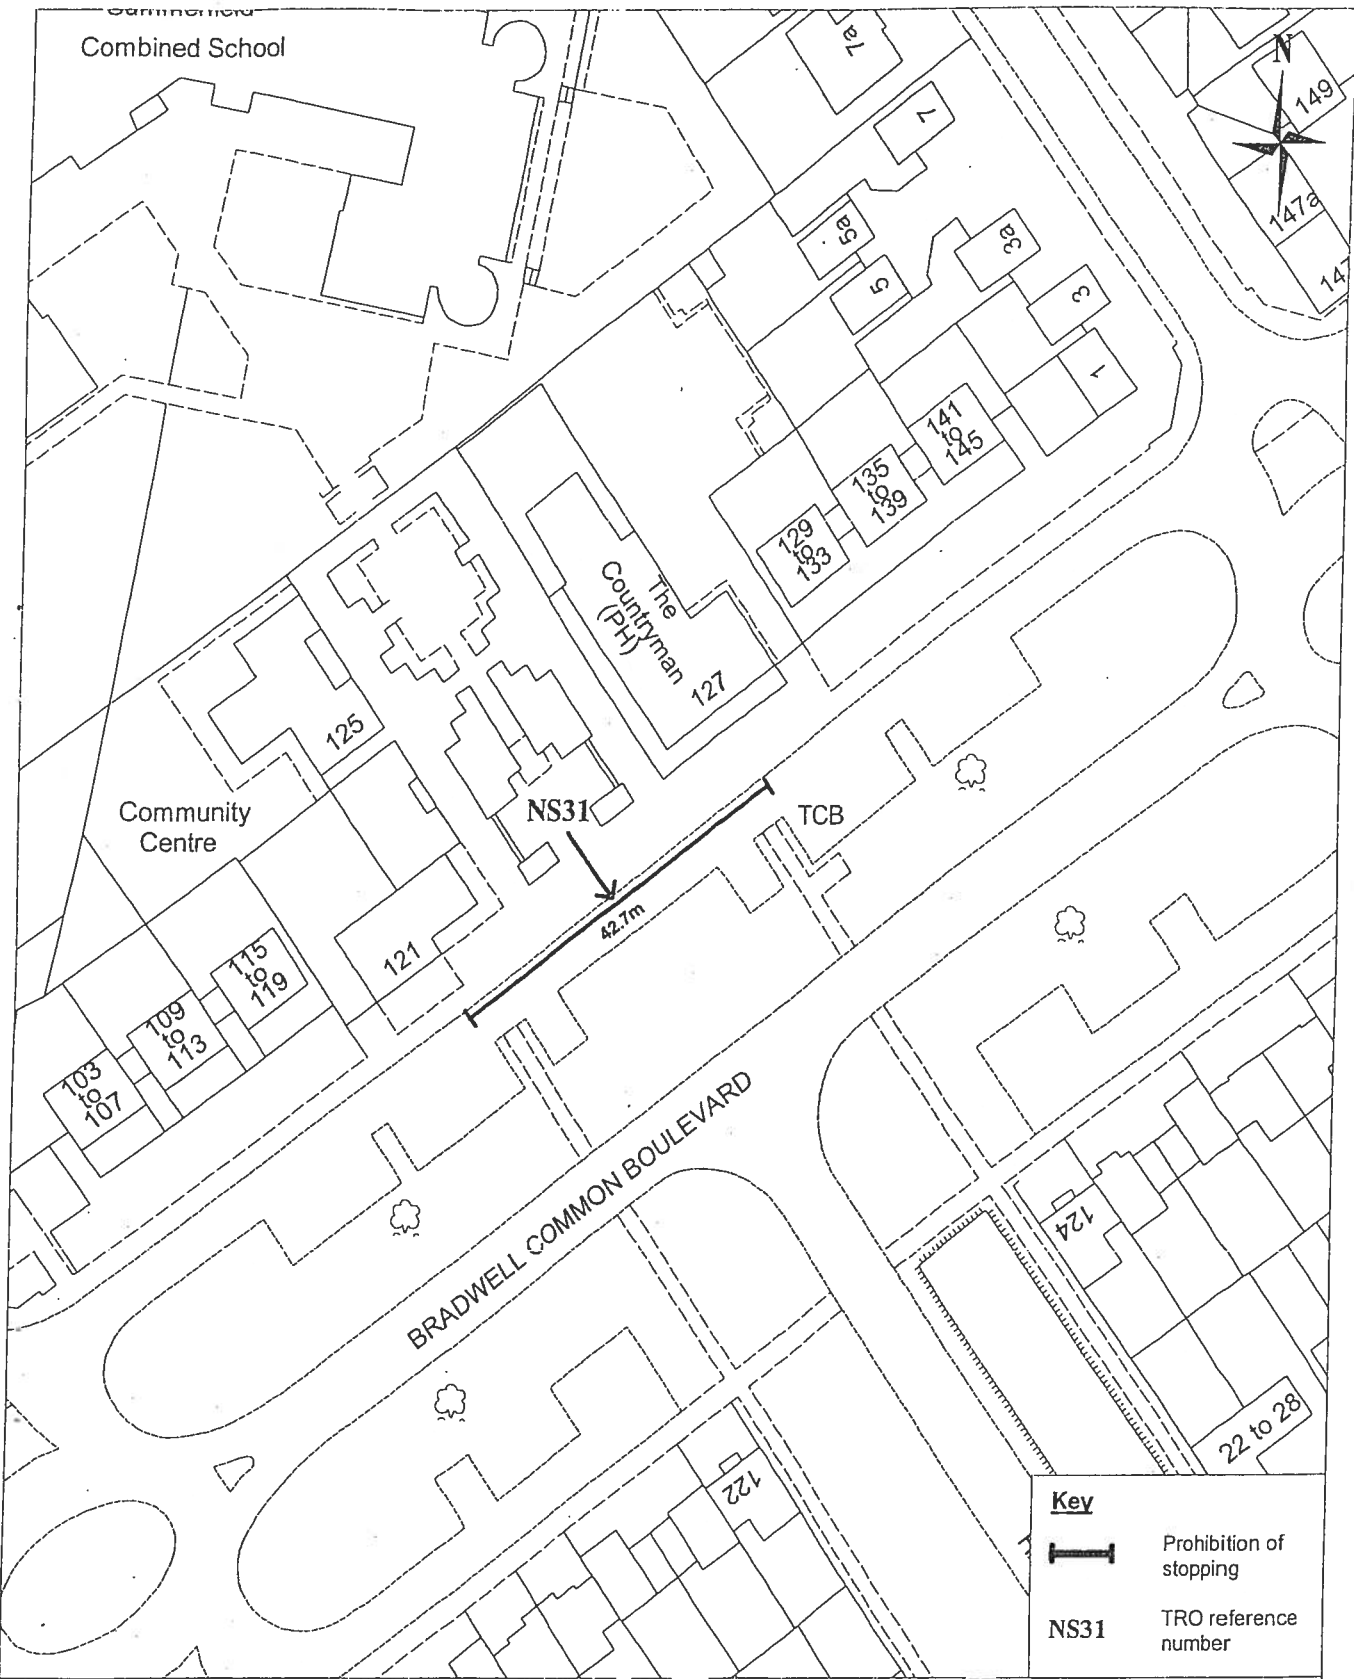 Combined School
7a
N
149
7
5a
3a
147a
5
3
147
1
141
to
145
135
to
139
129
to
133
The
Countryman
(PH)
127
125
NS31
TCB
Community
Centre
42.7m
121
115
to
119
109
to
113
103
to
107
BRADWELL COMMON BOULEVARD
124
22 to 28
122
Key
Prohibition of
stopping
NS31
TRO reference
number